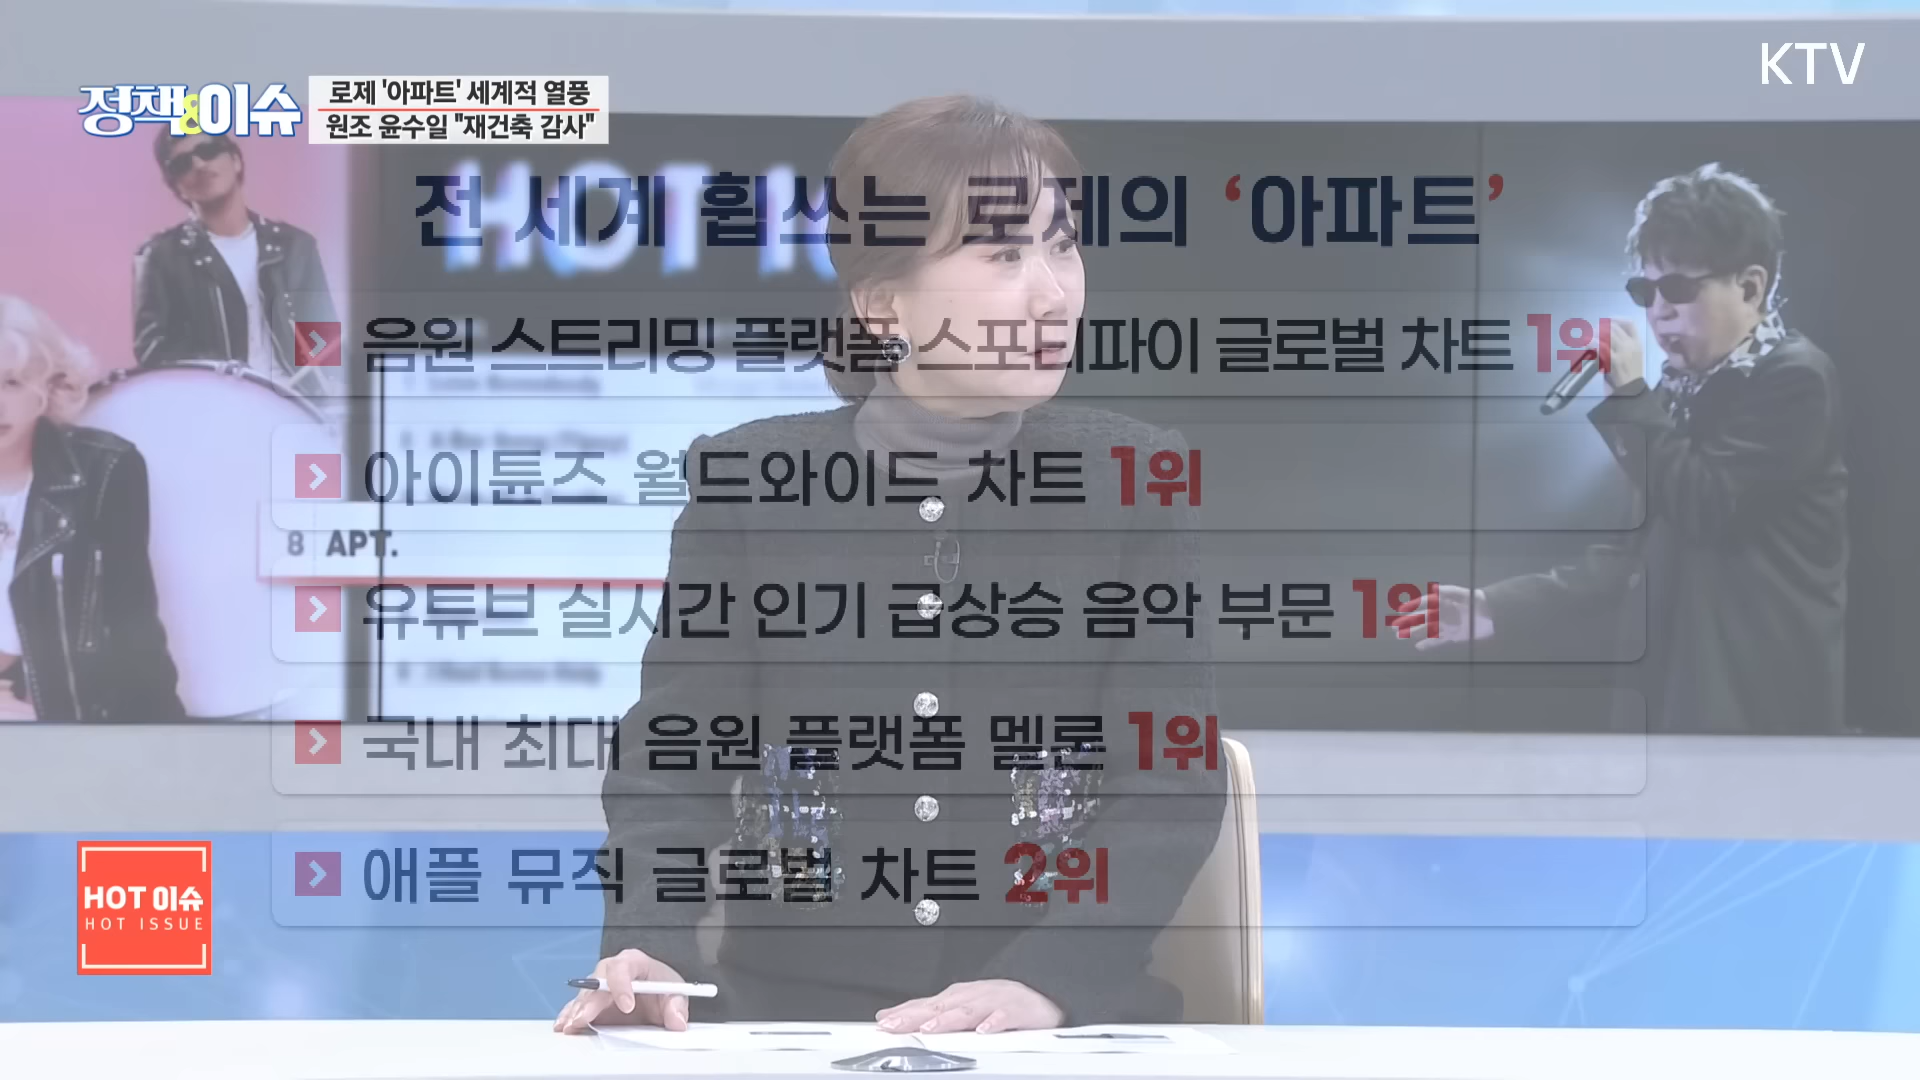 KTV
정책&이슈
로제 '아파트' 세계적 열풍
원조 윤수일 "재건축 감사"
전 세계 휩쓰는 로제의 ‘아파트’
음원 스트리밍 플랫폼 스포티파이 글로벌 차트 1위
아이튠즈 월드와이드 차트 1위
8 APT.
유튜브 실시간 인기 급상승 음악 부문 1위
국내 최대 음원 플랫폼 멜론 1위
애플 뮤직 글로벌 차트 2위
HOT 이슈
HOT ISSUE